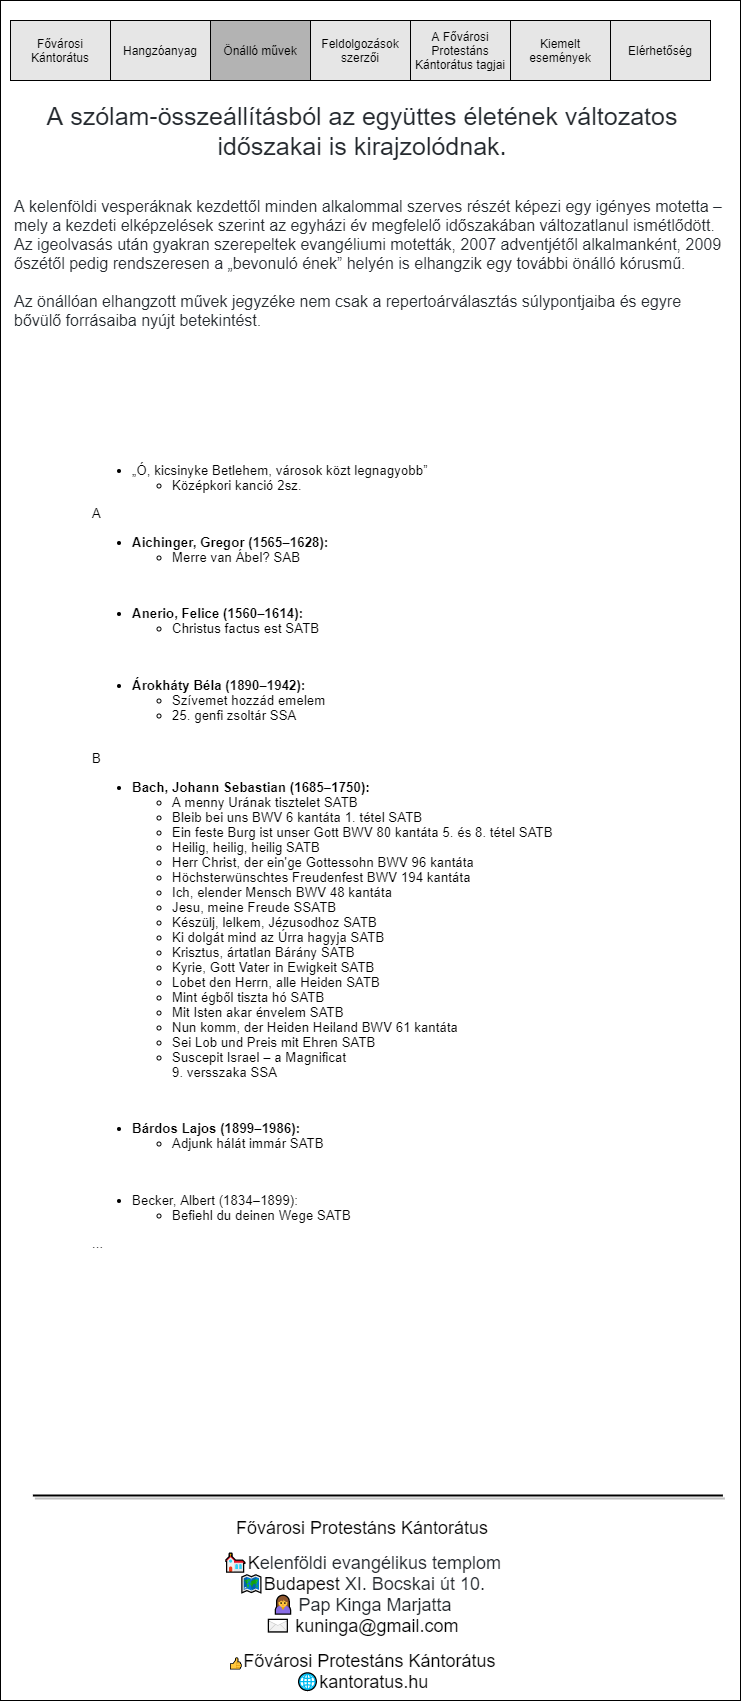 Fővárosi
Kántorátus
Hangzóanyag
Önálló művek
Feldolgozások
szerzői
A Fővárosi
Protestáns
Kántorátus tagjai
Kiemelt
események
Elérhetőség
A szólam-összeállításból az együttes életének változatos
időszakai is kirajzolódnak.
A kelenföldi vesperáknak kezdettől minden alkalommal szerves részét képezi egy igényes motetta –
mely a kezdeti elképzelések szerint az egyházi év megfelelő időszakában változatlanul ismétlődött.
Az igeolvasás után gyakran szerepeltek evangéliumi motetták, 2007 adventjétől alkalmanként, 2009
őszétől pedig rendszeresen a „bevonuló ének” helyén is elhangzik egy további önálló kórusmű.
Az önállóan elhangzott művek jegyzéke nem csak a repertoárválasztás súlypontjaiba és egyre
bővülő forrásaiba nyújt betekintést.
• „Ó, kicsinyke Betlehem, városok közt legnagyobb”
◦ Középkori kanció 2sz.
A
• Aichinger, Gregor (1565–1628):
◦ Merre van Ábel? SAB
• Anerio, Felice (1560–1614):
◦ Christus factus est SATB
• Árokháty Béla (1890–1942):
◦ Szívemet hozzád emelem
◦ 25. genfi zsoltár SSA
B
• Bach, Johann Sebastian (1685–1750):
◦ A menny Urának tisztelet SATB
◦ Bleib bei uns BWV 6 kantáta 1. tétel SATB
◦ Ein feste Burg ist unser Gott BWV 80 kantáta 5. és 8. tétel SATB
◦ Heilig, heilig, heilig SATB
◦ Herr Christ, der ein'ge Gottessohn BWV 96 kantáta
◦ Höchsterwünschtes Freudenfest BWV 194 kantáta
◦ Ich, elender Mensch BWV 48 kantáta
◦ Jesu, meine Freude SSATB
◦ Készülj, lelkem, Jézusodhoz SATB
◦ Ki dolgát mind az Úrra hagyja SATB
◦ Krisztus, ártatlan Bárány SATB
◦ Kyrie, Gott Vater in Ewigkeit SATB
◦ Lobet den Herrn, alle Heiden SATB
◦ Mint égből tiszta hó SATB
◦ Mit Isten akar énvelem SATB
◦ Nun komm, der Heiden Heiland BWV 61 kantáta
◦ Sei Lob und Preis mit Ehren SATB
◦ Suscepit Israel – a Magnificat
9. versszaka SSA
• Bárdos Lajos (1899–1986):
◦ Adjunk hálát immár SATB
• Becker, Albert (1834–1899):
◦ Befiehl du deinen Wege SATB
...
Fővárosi Protestáns Kántorátus
Kelenföldi evangélikus templom
Budapest XI. Bocskai út 10.
Pap Kinga Marjatta
kuninga@gmail.com
Fővárosi Protestáns Kántorátus
kantoratus.hu